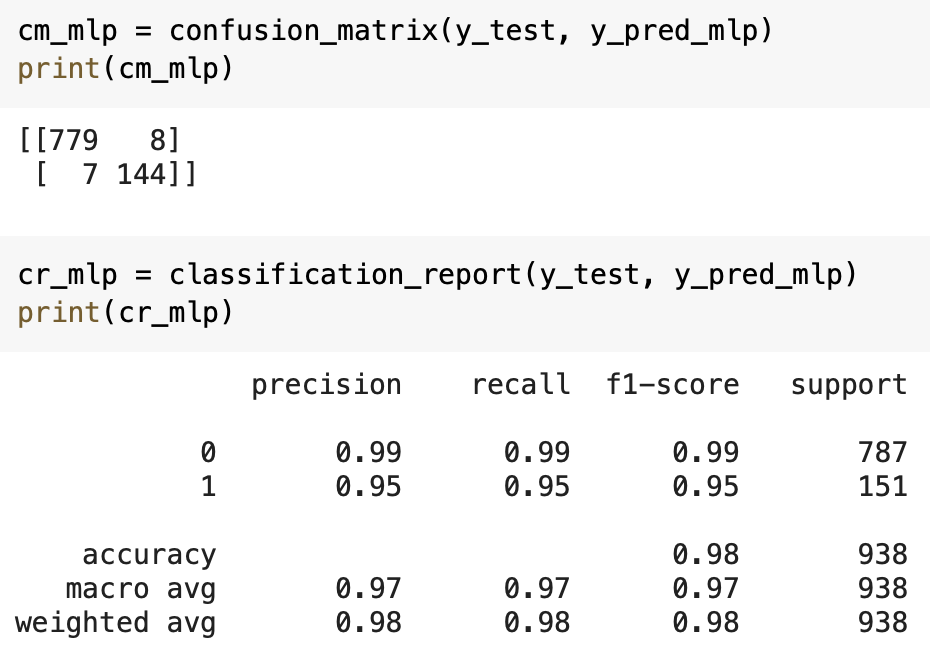 cm_mlp = confusion_matrix(y_test, y_pred_mlp)
print(cm_mlp)
[[779   8]
 [  7 144]]
cr_mlp = classification_report(y_test, y_pred_mlp)
print(cr_mlp)
              precision    recall  f1-score   support
           0       0.99      0.99      0.99       787
           1       0.95      0.95      0.95       151
    accuracy                           0.98       938
   macro avg       0.97      0.97      0.97       938
weighted avg       0.98      0.98      0.98       938